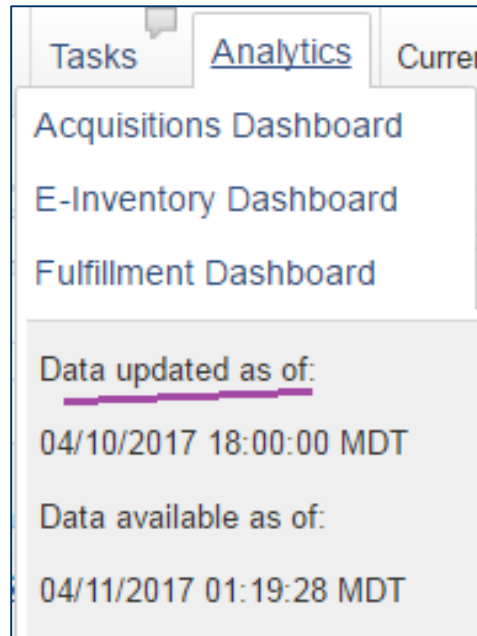 Tasks Analytics Curre
Acquisitions Dashboard
E-Inventory Dashboard
Fulfillment Dashboard
Data updated as of:
04/10/2017 18:00:00 MDT
Data available as of:
04/11/2017 01:19:28 MDT